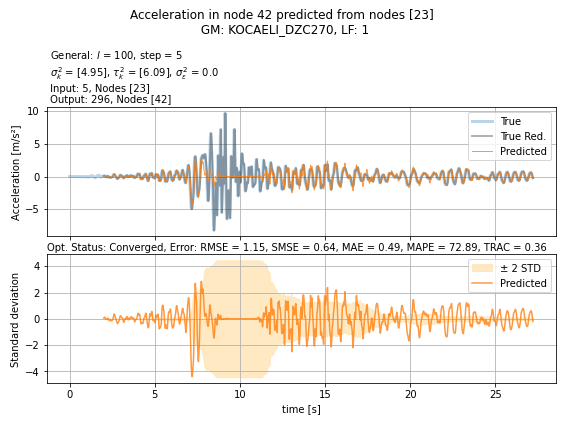 Acceleration in node 42 predicted from nodes [23]
GM: KOCAELI_DZC270, LF: 1
General: l = 100, step = 5
σ²ₖ = [4.95], τ²ₖ = [6.09], σ²ε = 0.0
Input: 5, Nodes [23]
Output: 296, Nodes [42]
Acceleration [m/s²]
10
5
0
−5
True
True Red.
Predicted
Opt. Status: Converged, Error: RMSE = 1.15, SMSE = 0.64, MAE = 0.49, MAPE = 72.89, TRAC = 0.36
Standard deviation
4
2
0
−2
−4
± 2 STD
Predicted
0 5 10 15 20 25
time [s]